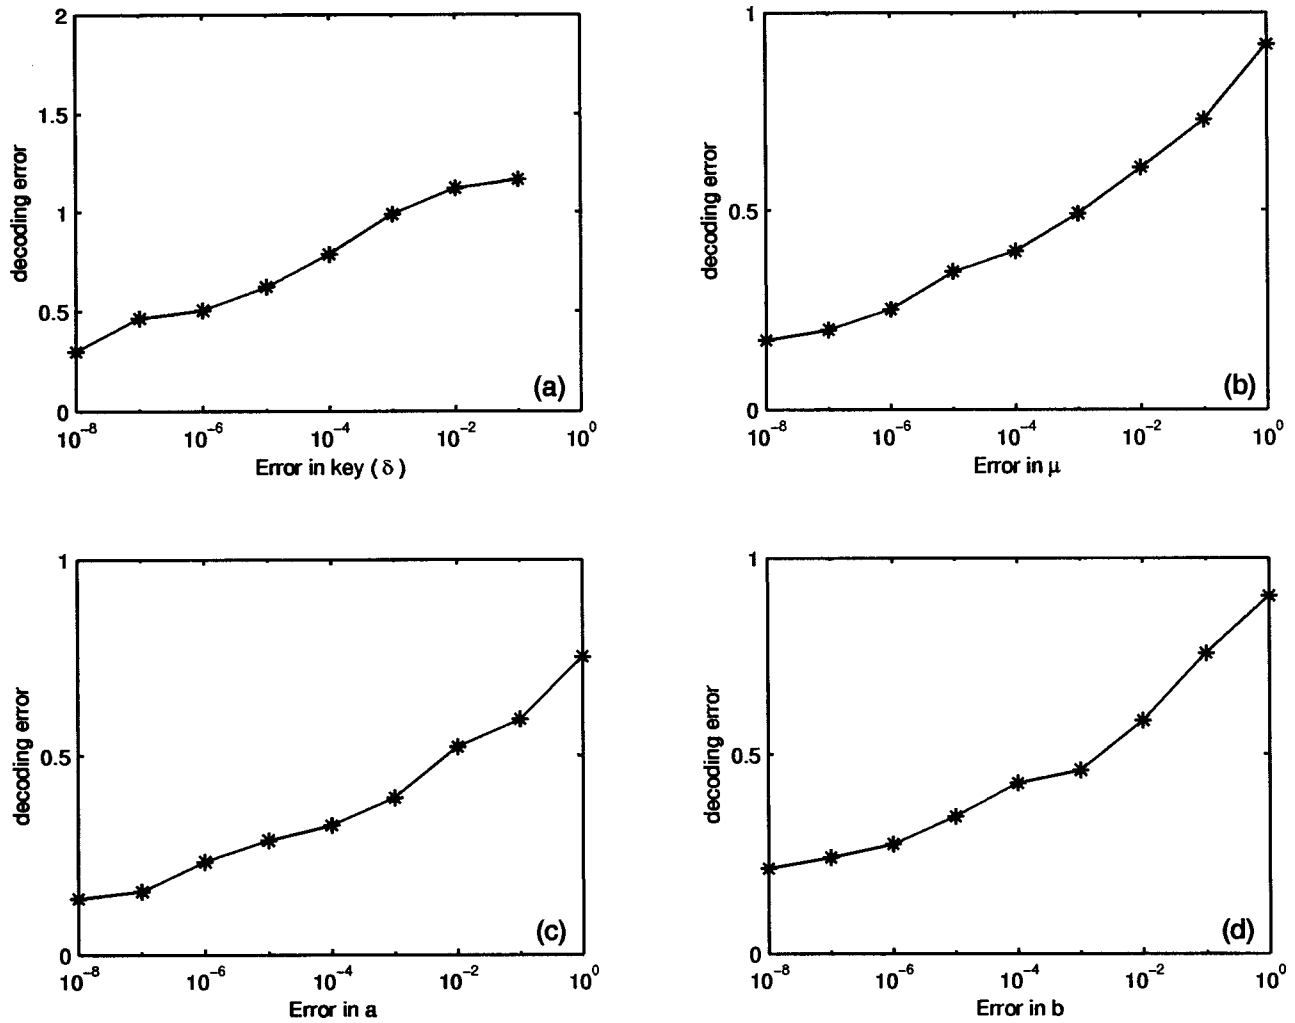 2
1.5
decoding error
1
0.5
(a)
0
10^-8
10^-6
10^-4
10^-2
10^0
Error in key ( δ )
1
decoding error
0.5
(b)
0
10^-8
10^-6
10^-4
10^-2
10^0
Error in μ
1
decoding error
0.5
(c)
0
10^-8
10^-6
10^-4
10^-2
10^0
Error in a
1
decoding error
0.5
(d)
0
10^-8
10^-6
10^-4
10^-2
10^0
Error in b